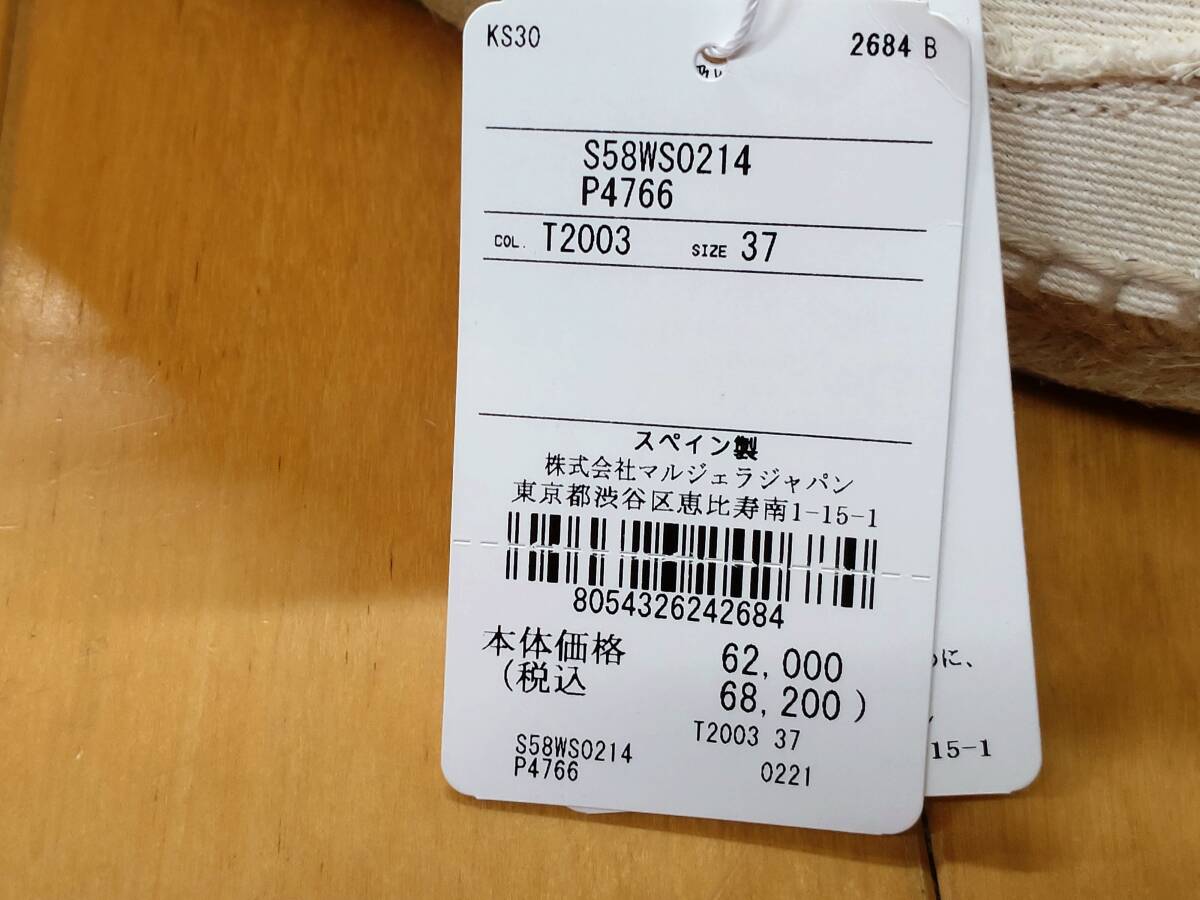 KS30 2684 B
S58WS0214
P4766
COL. T2003 SIZE 37
スペイン製
株式会社マルジェラジャパン
東京都渋谷区恵比寿南1-15-1
8054326242684
本体価格 62,000
(税込 68,200)
T2003 37
S58WS0214
P4766 0221
に、
15-1